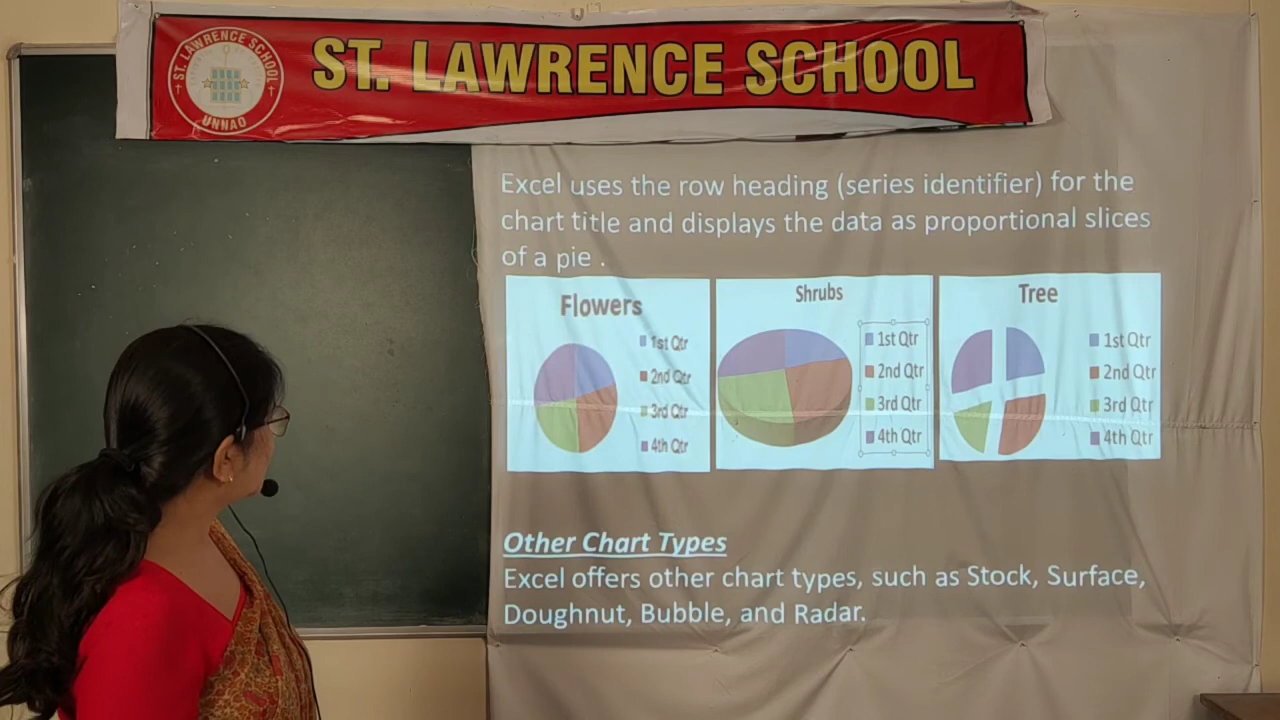 ST. LAWRENCE SCHOOL
ST. LAWRENCE SCHOOL
UNNAO
Excel uses the row heading (series identifier) for the
chart title and displays the data as proportional slices
of a pie .
Flowers
1st Qtr
2nd Qtr
3rd Qtr
4th Qtr
Shrubs
1st Qtr
2nd Qtr
3rd Qtr
4th Qtr
Tree
1st Qtr
2nd Qtr
3rd Qtr
4th Qtr
Other Chart Types
Excel offers other chart types, such as Stock, Surface,
Doughnut, Bubble, and Radar.